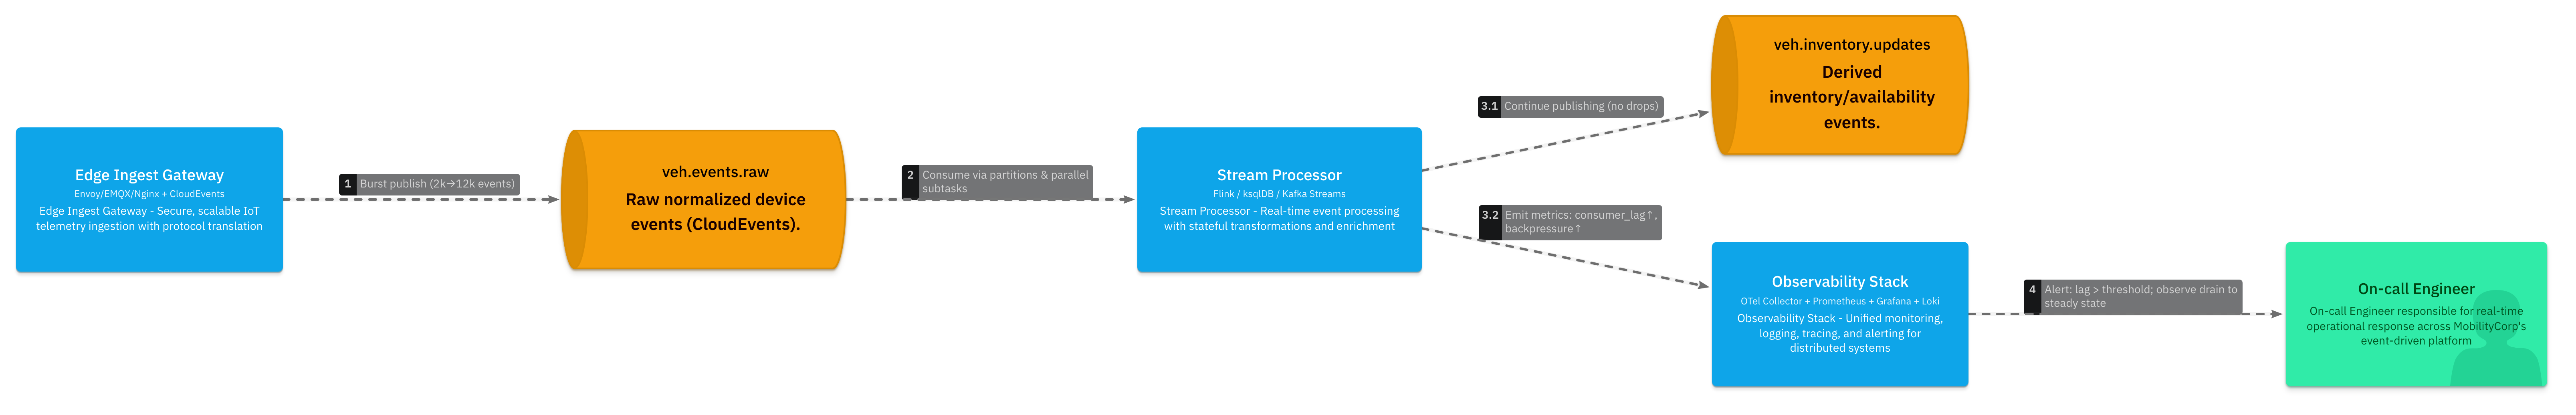 Edge Ingest Gateway
Envoy/EMQX/Nginx + CloudEvents
Edge Ingest Gateway - Secure, scalable IoT
telemetry ingestion with protocol translation
1 Burst publish (2k→12k events)
veh.events.raw
Raw normalized device
events (CloudEvents).
2 Consume via partitions & parallel
subtasks
Stream Processor
Flink / ksqlDB / Kafka Streams
Stream Processor - Real-time event processing
with stateful transformations and enrichment
3.1 Continue publishing (no drops)
veh.inventory.updates
Derived
inventory/availability
events.
3.2 Emit metrics: consumer_lag↑,
backpressure↑
Observability Stack
OTel Collector + Prometheus + Grafana + Loki
Observability Stack - Unified monitoring,
logging, tracing, and alerting for
distributed systems
4 Alert: lag > threshold; observe drain to
steady state
On-call Engineer
On-call Engineer responsible for real-time
operational response across MobilityCorp's
event-driven platform